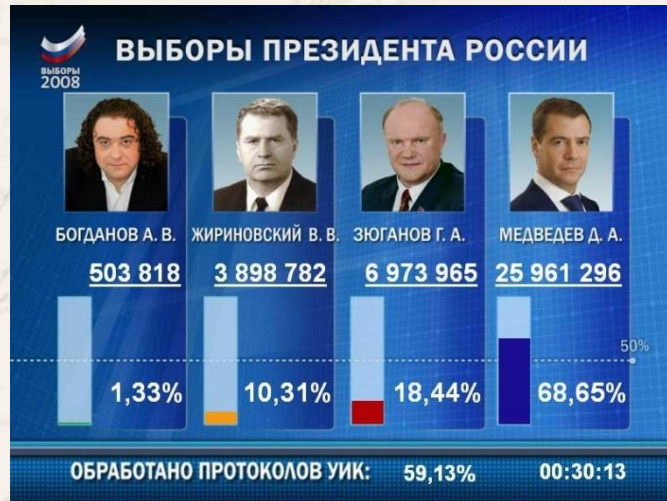 ВЫБОРЫ
2008
ВЫБОРЫ ПРЕЗИДЕНТА РОССИИ
БОГДАНОВ А. В. ЖИРИНОВСКИЙ В. В. ЗЮГАНОВ Г. А. МЕДВЕДЕВ Д. А.
503 818 3 898 782 6 973 965 25 961 296
50%
1,33% 10,31% 18,44% 68,65%
ОБРАБОТАНО ПРОТОКОЛОВ УИК: 59,13% 00:30:13